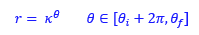 r = κ^θ θ ∈ [θ_i + 2π, θ_f]